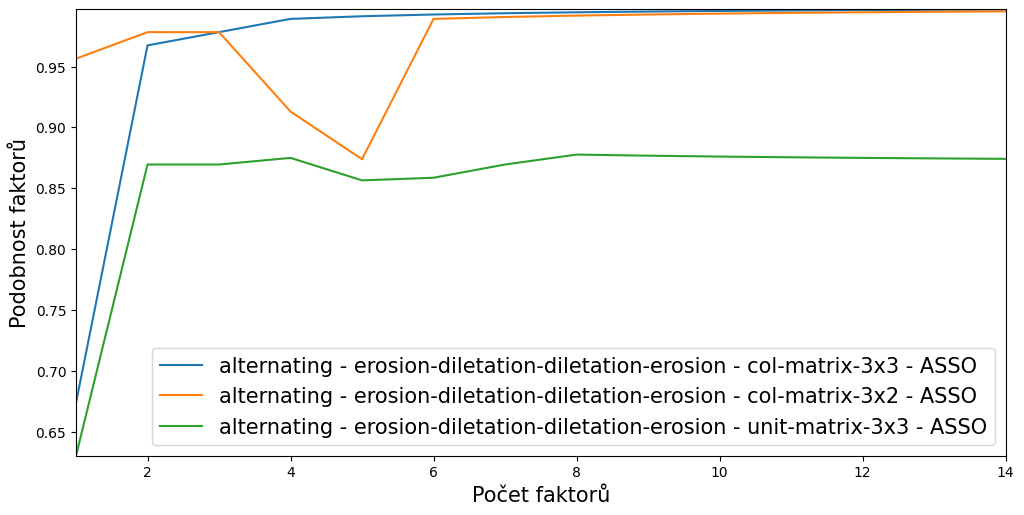 0.95
0.90
0.85
0.80
0.75
0.70
0.65
Podobnost faktorů
alternating - erosion-diletation-diletation-erosion - col-matrix-3x3 - ASSO
alternating - erosion-diletation-diletation-erosion - col-matrix-3x2 - ASSO
alternating - erosion-diletation-diletation-erosion - unit-matrix-3x3 - ASSO
2 4 6 8 10 12 14
Počet faktorů